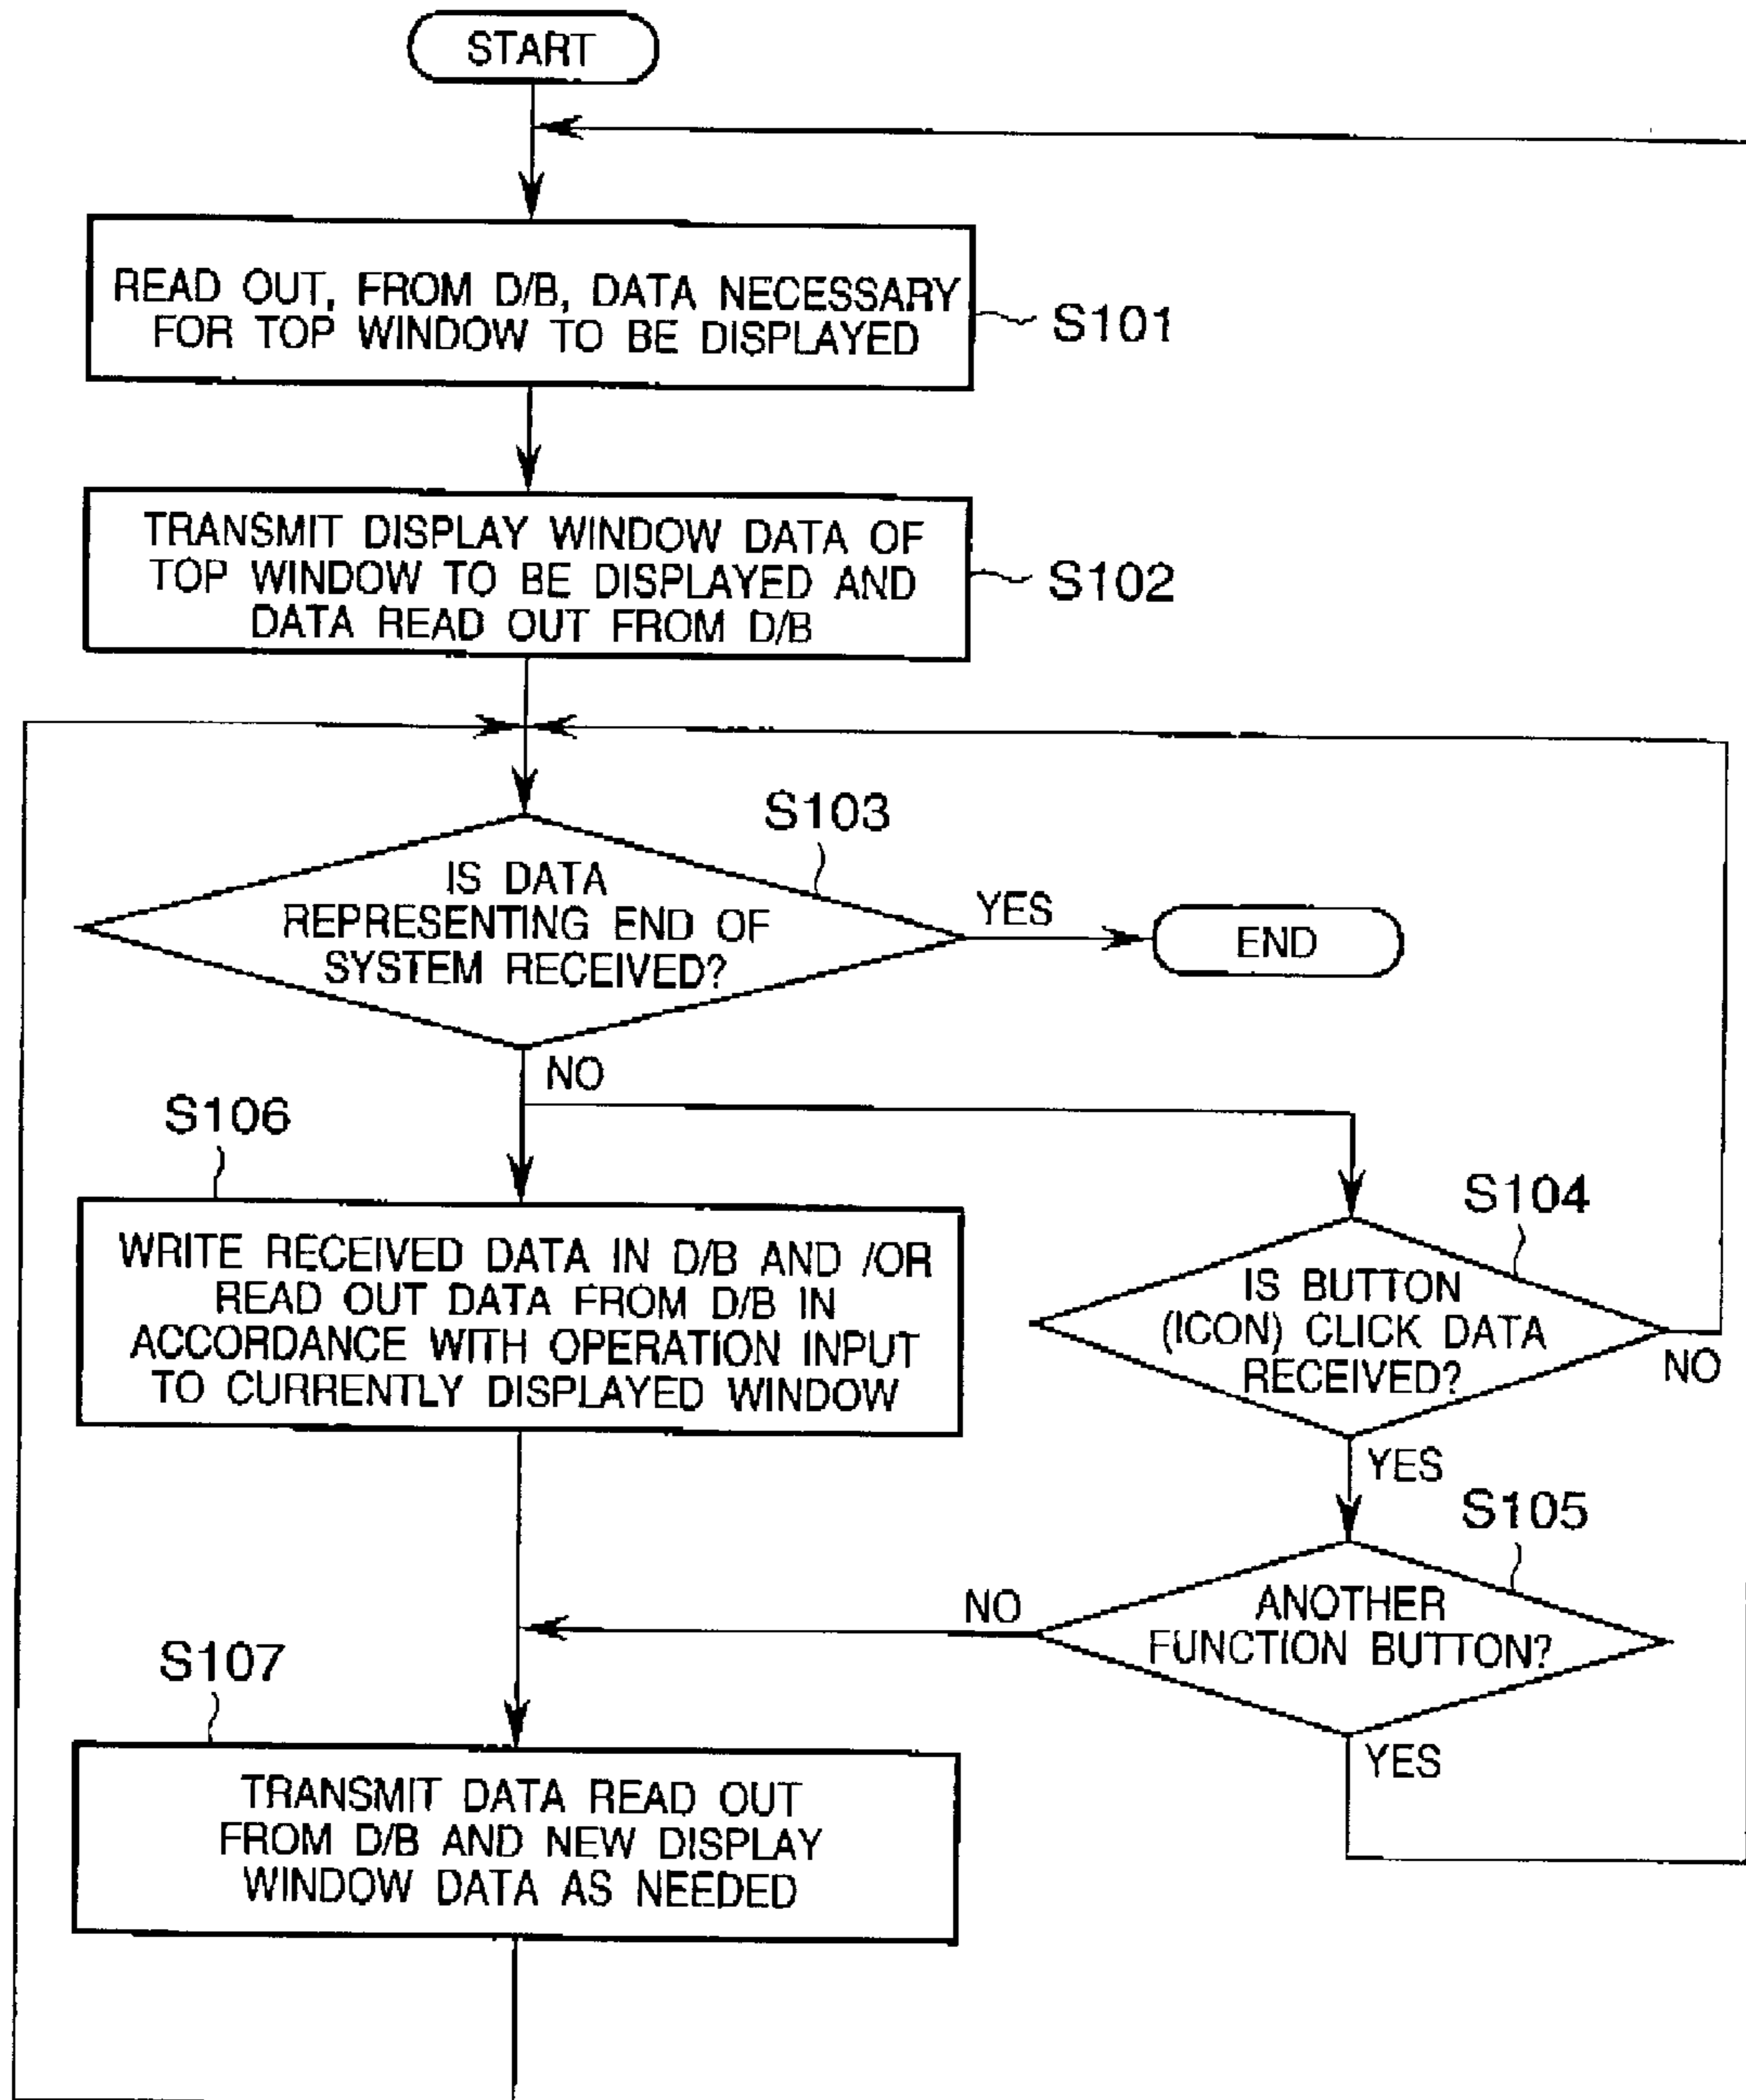 START
READ OUT, FROM D/B, DATA NECESSARY
FOR TOP WINDOW TO BE DISPLAYED
S101
TRANSMIT DISPLAY WINDOW DATA OF
TOP WINDOW TO BE DISPLAYED AND
DATA READ OUT FROM D/B
S102
S103
IS DATA
REPRESENTING END OF
SYSTEM RECEIVED?
YES
END
NO
S106
WRITE RECEIVED DATA IN D/B AND /OR
READ OUT DATA FROM D/B IN
ACCORDANCE WITH OPERATION INPUT
TO CURRENTLY DISPLAYED WINDOW
S104
IS BUTTON
(ICON) CLICK DATA
RECEIVED?
NO
YES
S105
ANOTHER
FUNCTION BUTTON?
NO
YES
S107
TRANSMIT DATA READ OUT
FROM D/B AND NEW DISPLAY
WINDOW DATA AS NEEDED